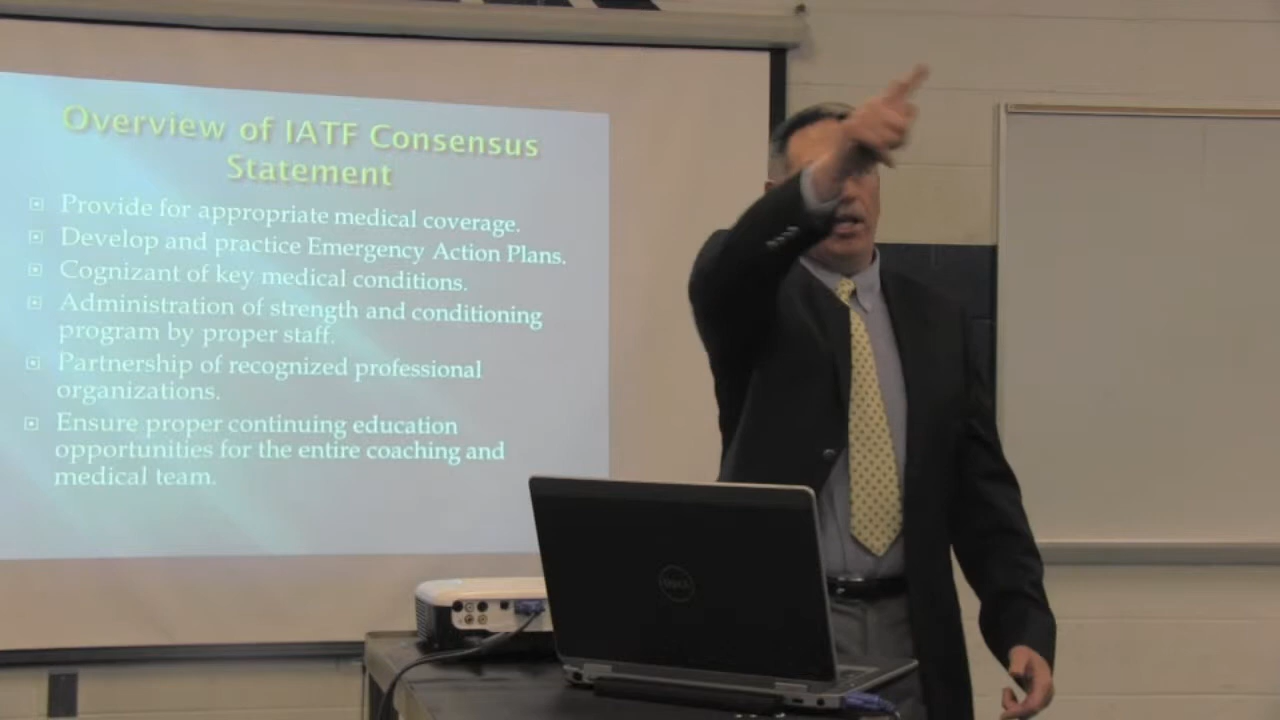 Overview of IATF Consensus
Statement
Provide for appropriate medical coverage.
Develop and practice Emergency Action Plans.
Cognizant of key medical conditions.
Administration of strength and conditioning
program by proper staff.
Partnership of recognized professional
organizations.
Ensure proper continuing education
opportunities for the entire coaching and
medical team.
DELL